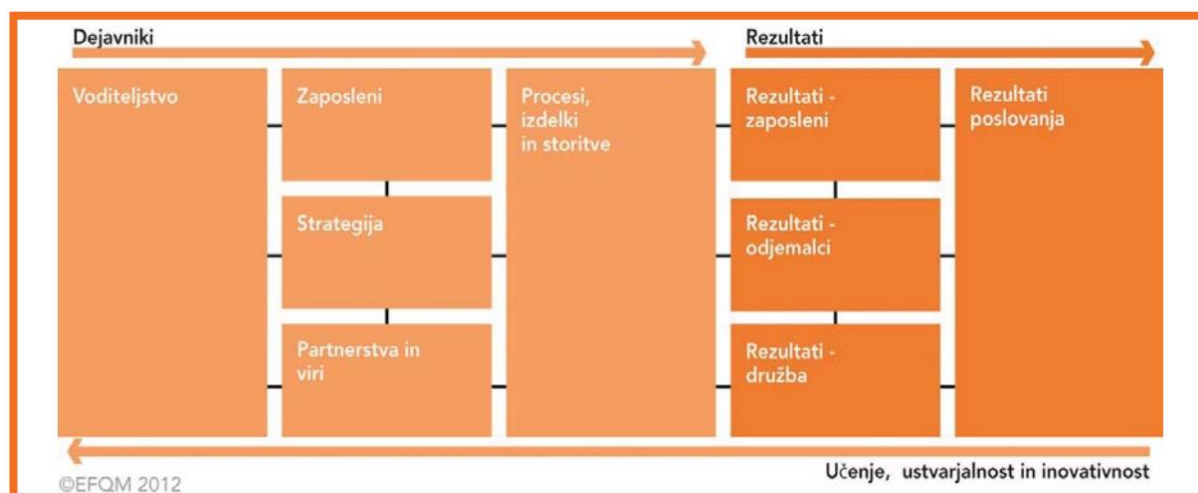 Dejavniki
Rezultati
Voditeljstvo
Zaposleni
Strategija
Partnerstva in
viri
Procesi,
izdelki
in storitve
Rezultati -
zaposleni
Rezultati -
odjemalci
Rezultati -
družba
Rezultati
poslovanja
Učenje, ustvarjalnost in inovativnost
©EFQM 2012